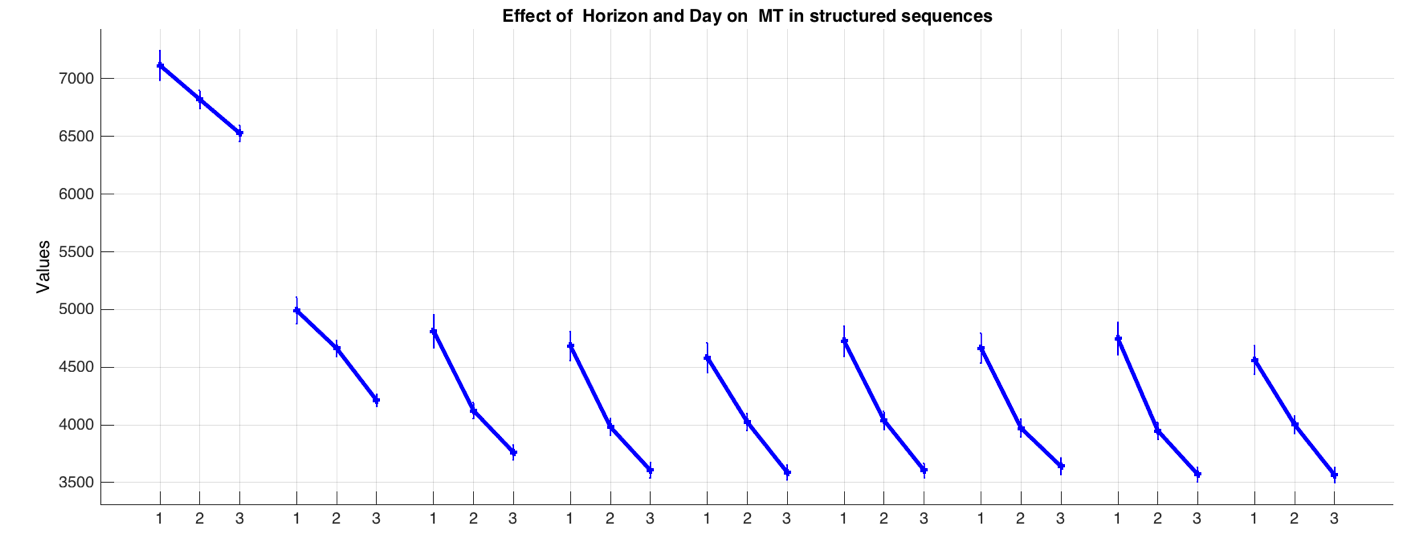 Effect of  Horizon and Day on  MT in structured sequences
Values
7000
6500
6000
5500
5000
4500
4000
3500
1 2 3 1 2 3 1 2 3 1 2 3 1 2 3 1 2 3 1 2 3 1 2 3 1 2 3